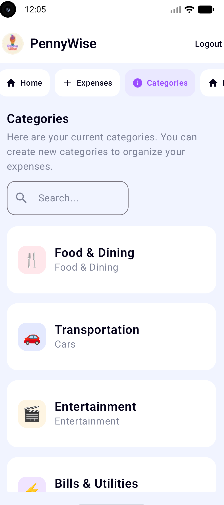 12:05
PennyWise
Logout
Home
Expenses
Categories
Categories
Here are your current categories. You can
create new categories to organize your
expenses.
Search...
Food & Dining
Food & Dining
Transportation
Cars
Entertainment
Entertainment
Bills & Utilities